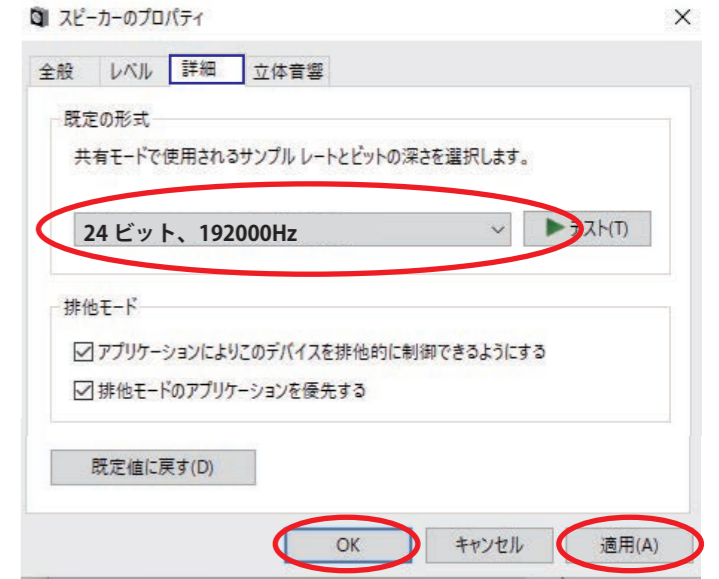 スピーカーのプロパティ
全般 レベル 詳細 立体音響
既定の形式
共有モードで使用されるサンプル レートとビットの深さを選択します。
24 ビット、192000Hz
テスト(T)
排他モード
アプリケーションによりこのデバイスを排他的に制御できるようにする
排他モードのアプリケーションを優先する
既定値に戻す(D)
OK キャンセル 適用(A)